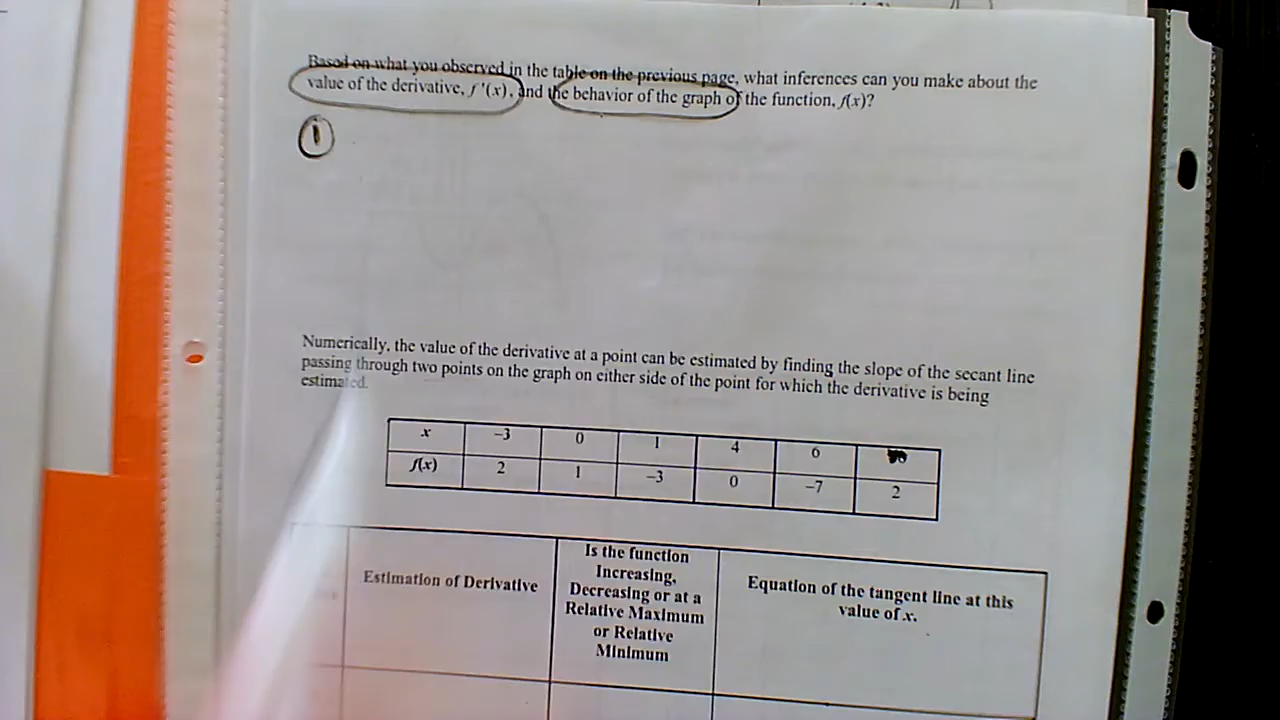 Based on what you observed in the table on the previous page, what inferences can you make about the
value of the derivative, f '(x), and the behavior of the graph of the function, f(x)?
1
Numerically, the value of the derivative at a point can be estimated by finding the slope of the secant line
passing through two points on the graph on either side of the point for which the derivative is being
estimated.
x -3 0 1 4 6
f(x) 2 1 -3 0 -7 2
Estimation of Derivative
Is the function
Increasing,
Decreasing or at a
Relative Maximum
or Relative
Minimum
Equation of the tangent line at this
value of x.